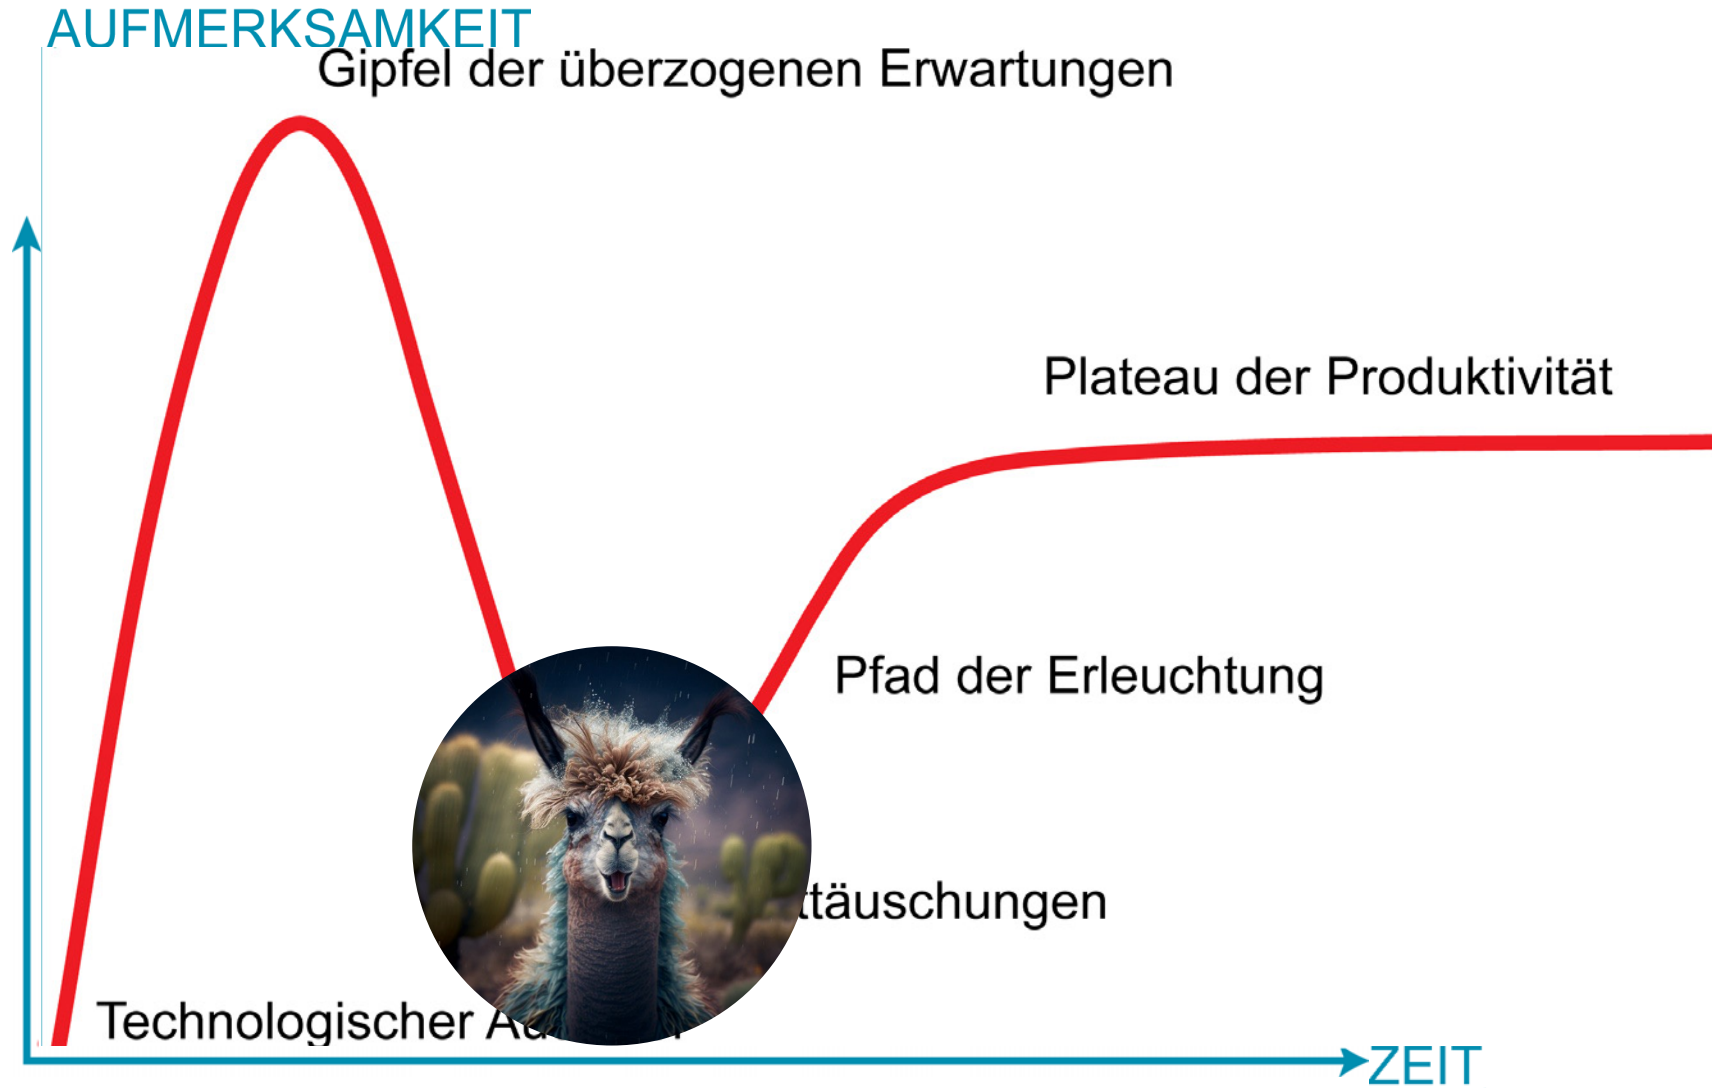 AUFMERKSAMKEIT
Gipfel der überzogenen Erwartungen
Plateau der Produktivität
Pfad der Erleuchtung
ttäuschungen
Technologischer
ZEIT